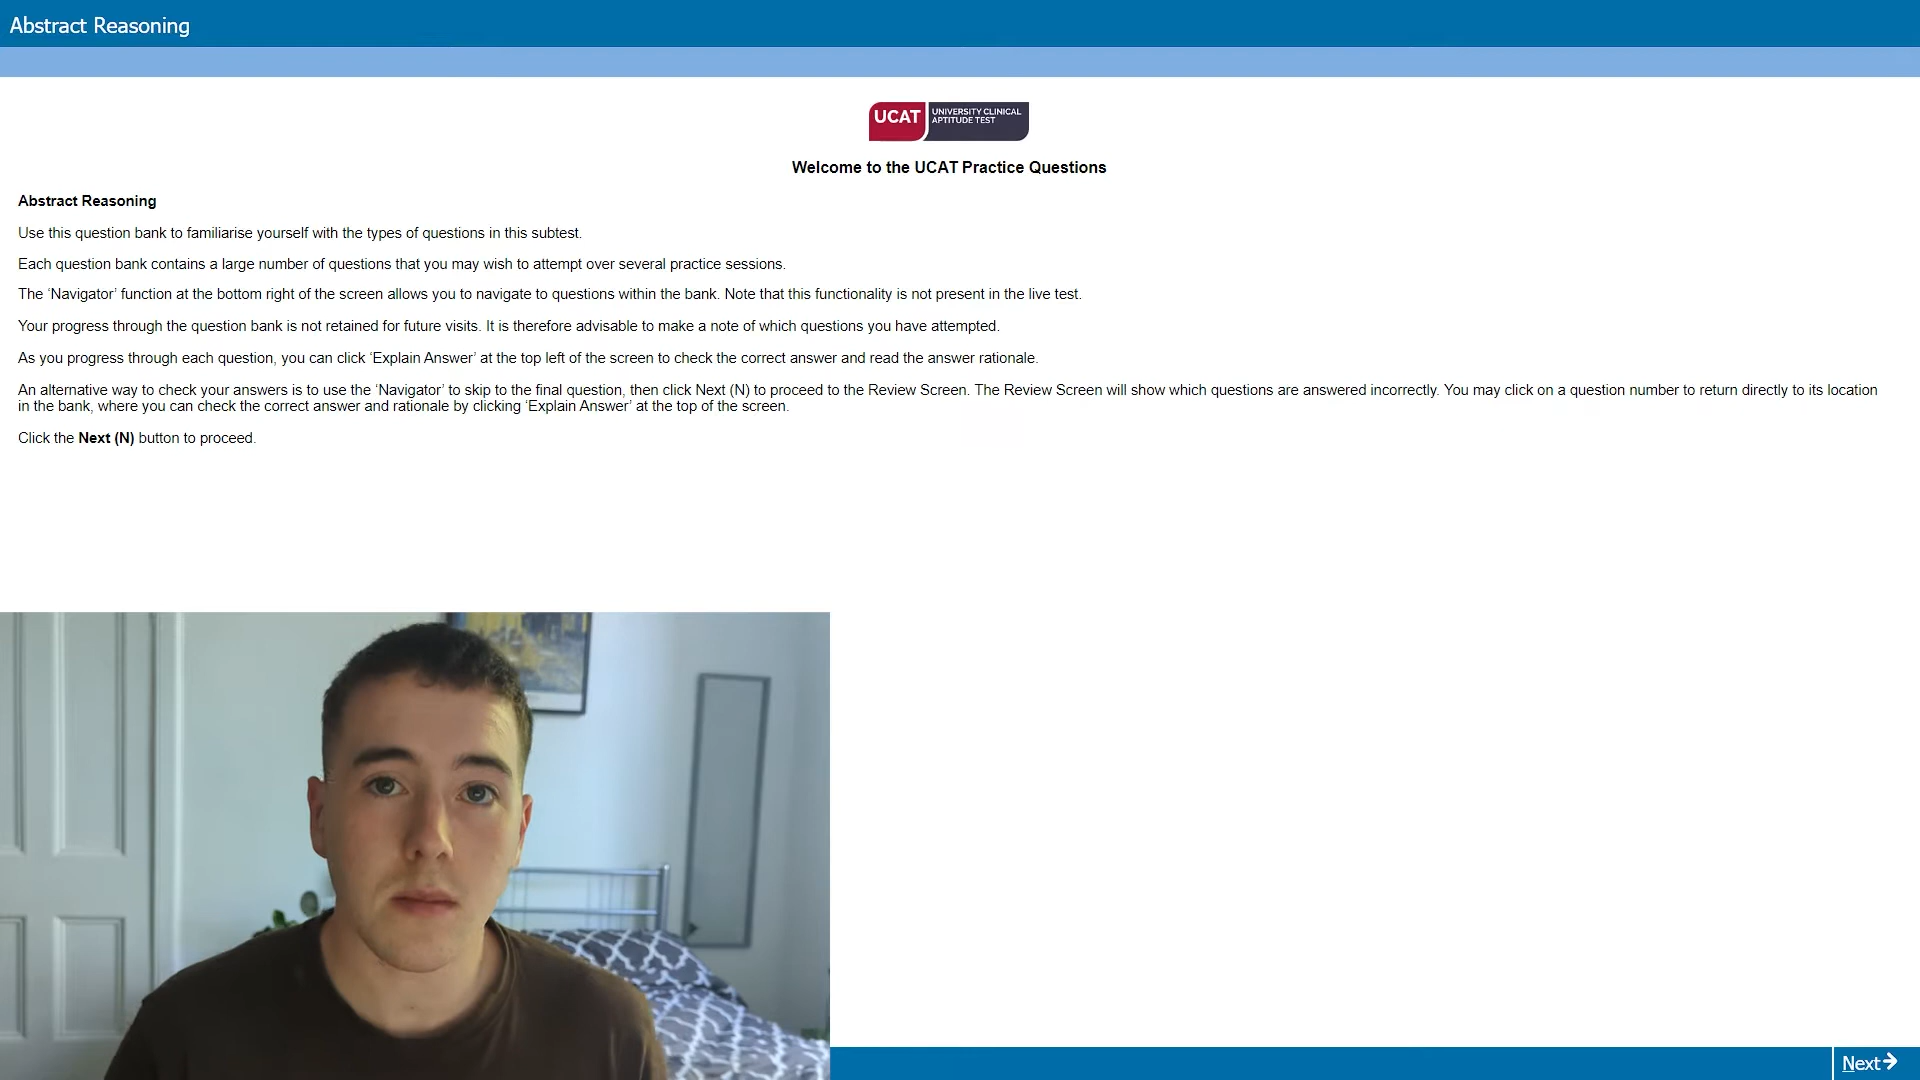 Abstract Reasoning
UCAT UNIVERSITY CLINICAL
APTITUDE TEST
Welcome to the UCAT Practice Questions
Abstract Reasoning
Use this question bank to familiarise yourself with the types of questions in this subtest.
Each question bank contains a large number of questions that you may wish to attempt over several practice sessions.
The ‘Navigator’ function at the bottom right of the screen allows you to navigate to questions within the bank. Note that this functionality is not present in the live test.
Your progress through the question bank is not retained for future visits. It is therefore advisable to make a note of which questions you have attempted.
As you progress through each question, you can click ‘Explain Answer’ at the top left of the screen to check the correct answer and read the answer rationale.
An alternative way to check your answers is to use the ‘Navigator’ to skip to the final question, then click Next (N) to proceed to the Review Screen. The Review Screen will show which questions are answered incorrectly. You may click on a question number to return directly to its location
in the bank, where you can check the correct answer and rationale by clicking ‘Explain Answer’ at the top of the screen.
Click the Next (N) button to proceed.
Next